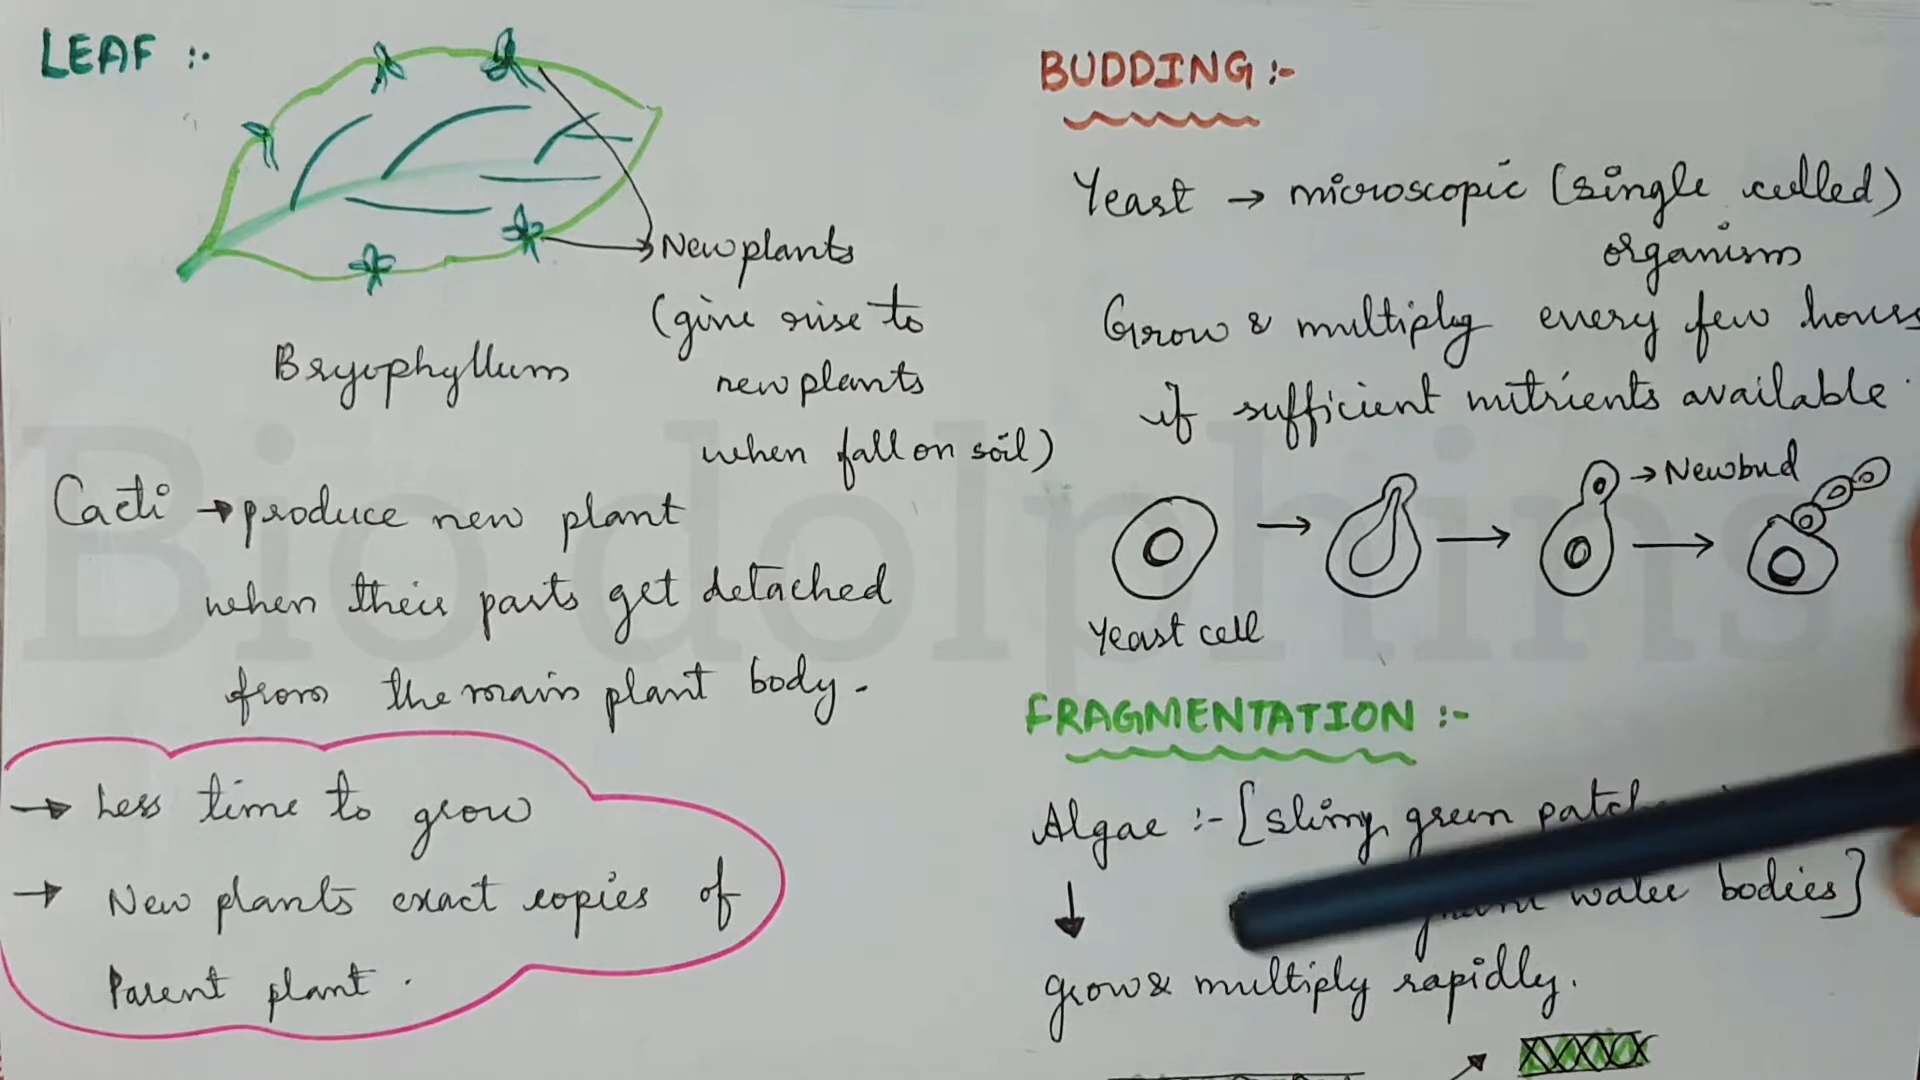 LEAF :-
New plants
(give rise to
new plants
when fall on soil)
Bryophyllum
Cacti → produce new plant
when their parts get detached
from the main plant body.
→ Less time to grow
→ New plants exact copies of
Parent plant.
BUDDING :-
Yeast → microscopic (single celled)
organism
Grow & multiply every few hours
if sufficient nutrients available
→ New bud
Yeast cell
FRAGMENTATION :-
Algae :- [slimy green
water bodies]
grow & multiply rapidly.
Bio dolphins